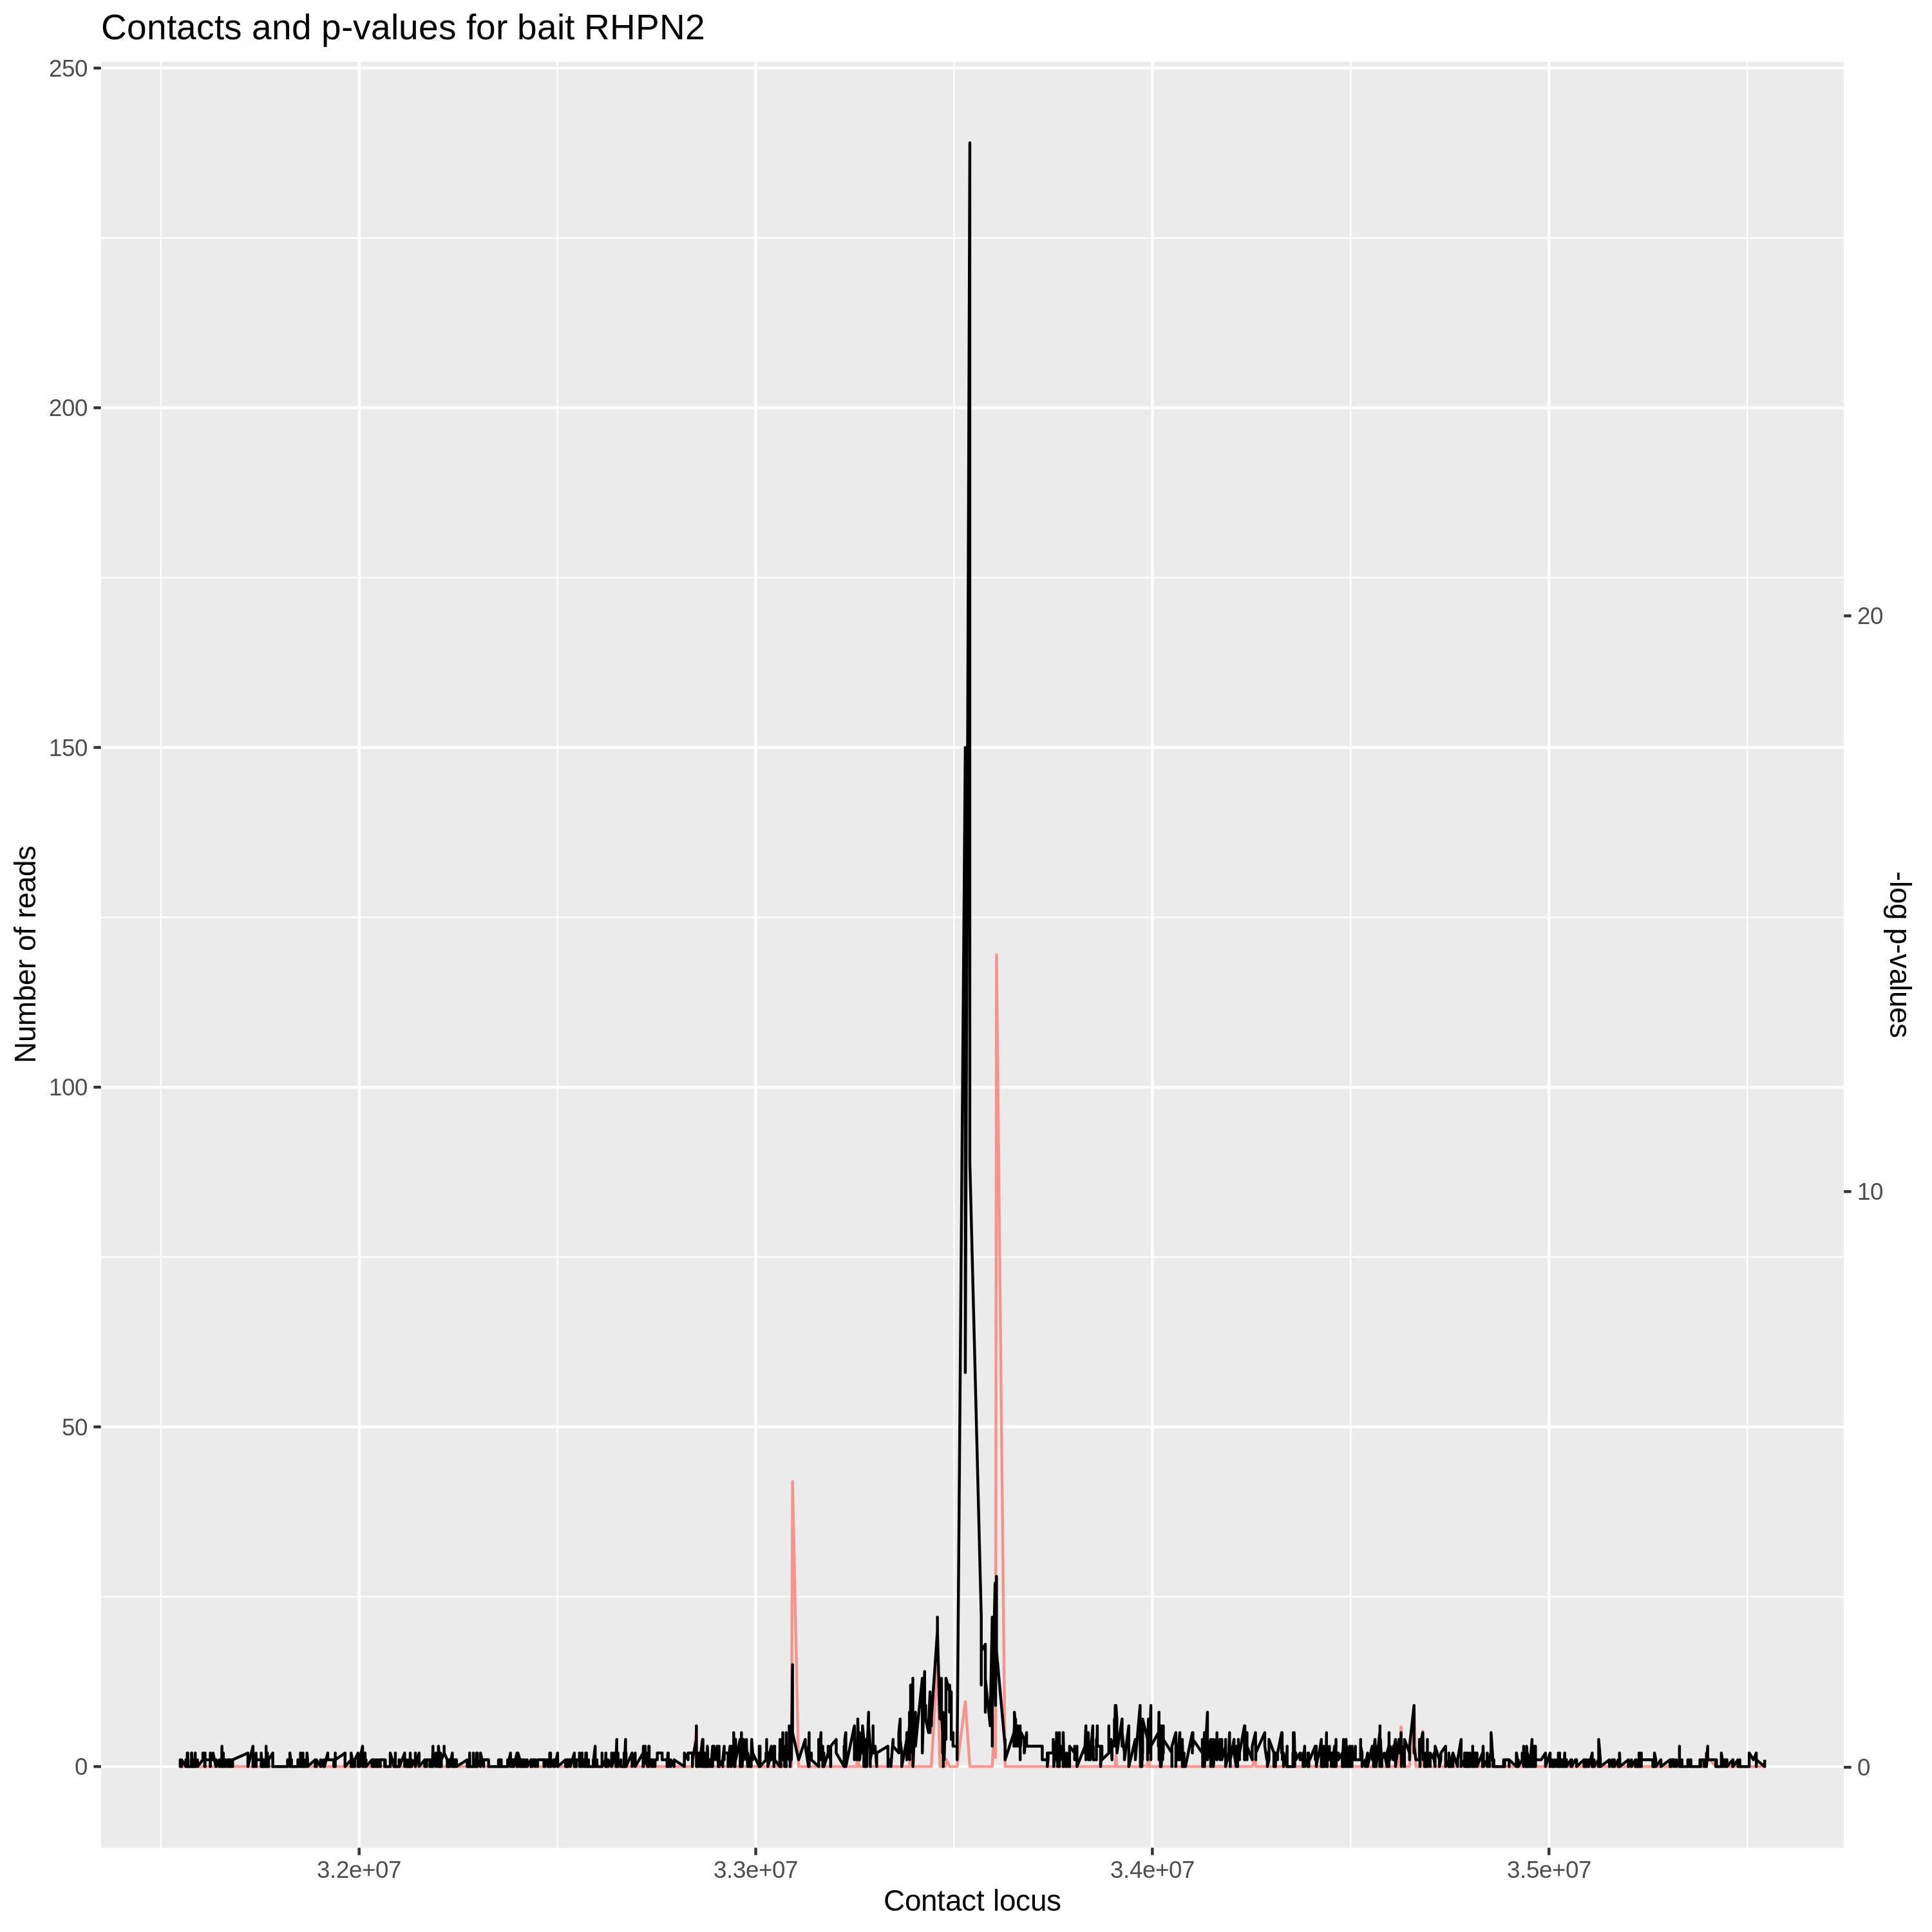 Contacts and p-values for bait RHPN2
250
200
150
100
50
0
Number of reads
20
10
0
-log p-values
3.2e+07
3.3e+07
3.4e+07
3.5e+07
Contact locus